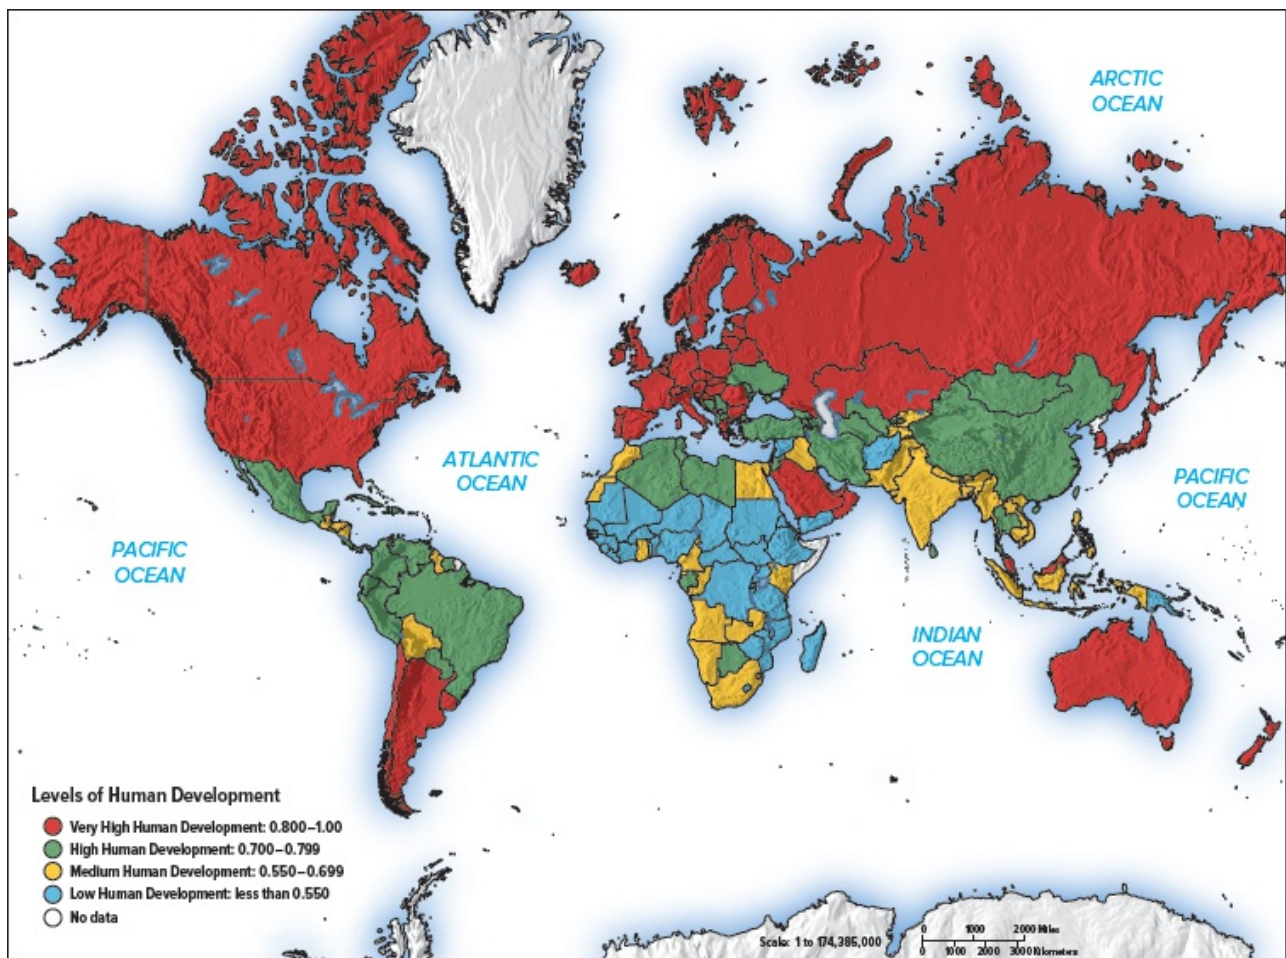 ARCTIC
OCEAN
ATLANTIC
OCEAN
PACIFIC
OCEAN
PACIFIC
OCEAN
INDIAN
OCEAN
Levels of Human Development
Very High Human Development: 0.800–1.00
High Human Development: 0.700–0.799
Medium Human Development: 0.550–0.699
Low Human Development: less than 0.550
No data
Scale: 1 to 174,385,000
0 1000 2000 Miles
0 1000 2000 3000 Kilometers